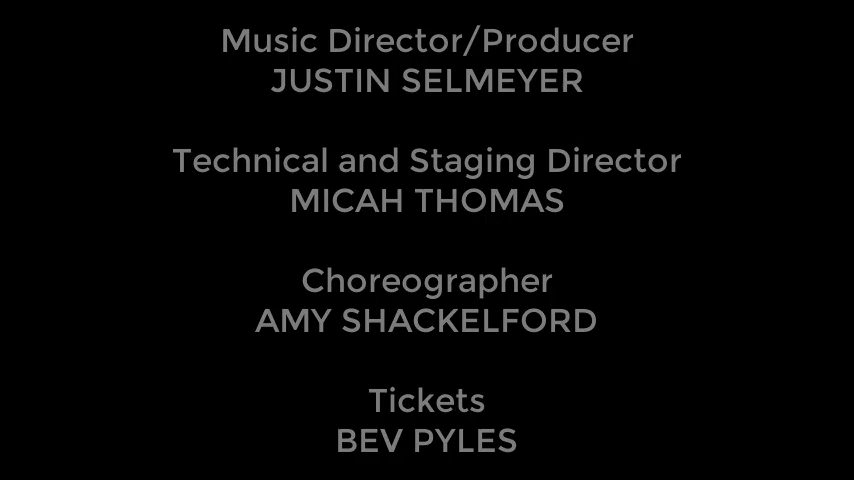 Music Director/Producer
JUSTIN SELMEYER
Technical and Staging Director
MICAH THOMAS
Choreographer
AMY SHACKELFORD
Tickets
BEV PYLES